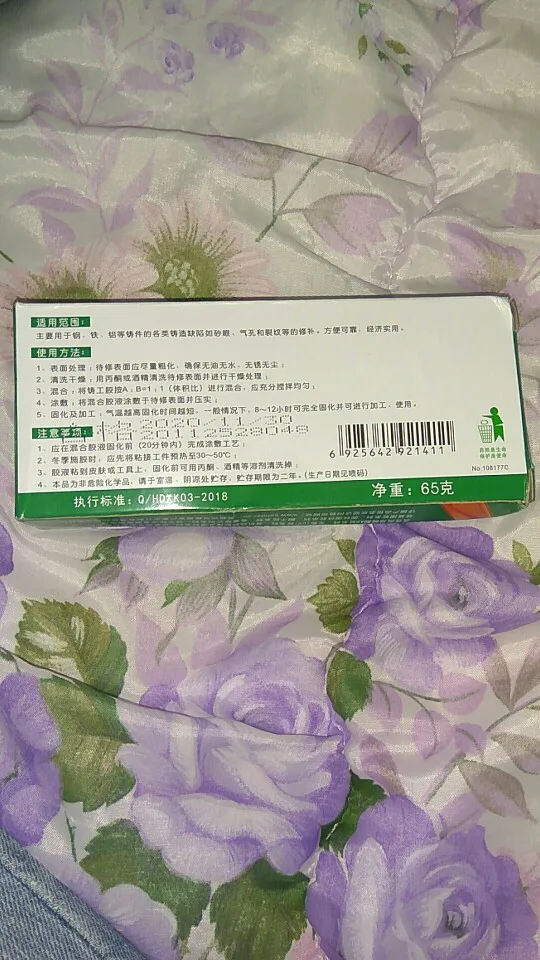 适用范围:
主要用于钢、铁、铝等铸件的各类铸造缺陷如砂眼、气孔和裂纹等的修补。方便可靠、经济实用。
使用方法:
1、表面处理：待修表面应尽量粗化，确保无油无水，无锈无尘；
2、清洗干燥：用丙酮或酒精清洗待修表面并进行干燥处理；
3、混合：将铸工胶按A：B=1：1（体积比）进行混合，应充分搅拌均匀；
4、涂敷，将混合胶液涂敷于待修表面并压实；
5、固化及加工，气温越高固化时间越短，一般情况下，8~12小时可完全固化并可进行加工、使用。
注意事项:
1、应在混合胶液固化前（20分钟内）完成涂敷工艺；
2、冬季施胶时，应先将粘接工件预热至30~50℃；
3、胶液粘到皮肤或工具上，固化前可用丙酮、酒精等溶剂清洗掉；
4、本品为非危险化学品，请于室温、阴凉处贮存，贮存期限为二年。(生产日期见喷码)
6 925642 921411
No.108177C
执行标准：Q/HDXK03-2018
净重：65克